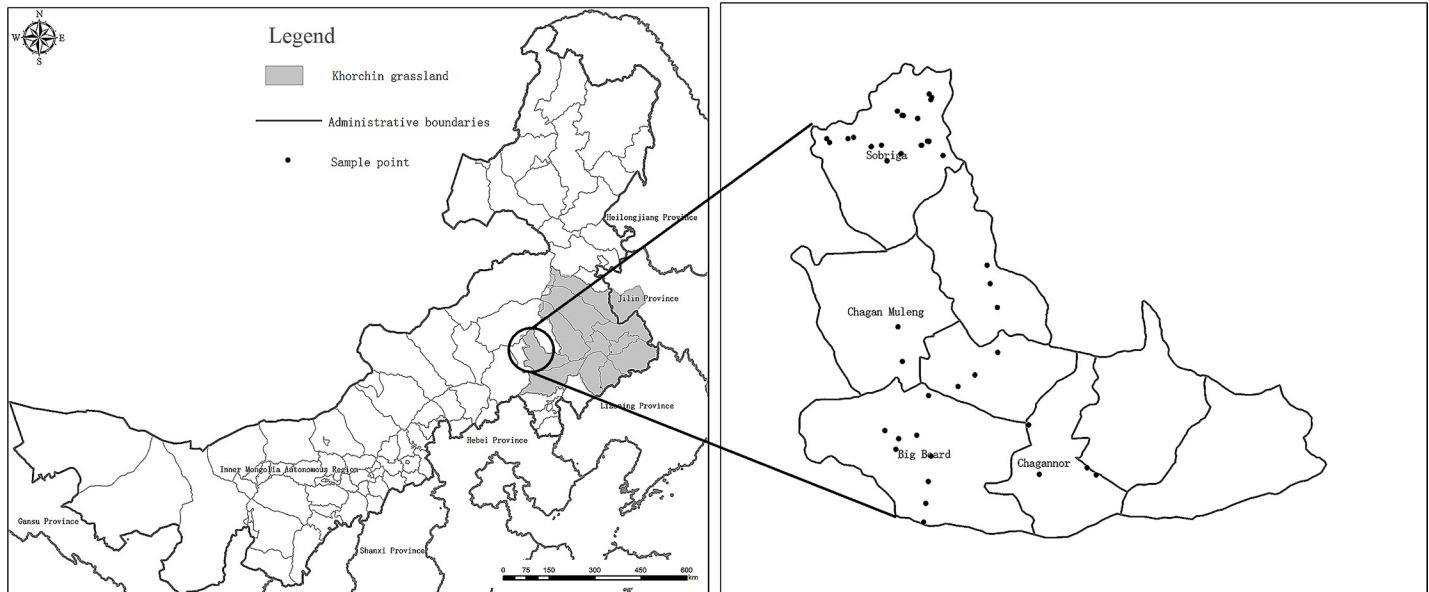 N
W E
S
Legend
Khorchin grassland
Administrative boundaries
Sample point
Heilongjiang Province
Jilin Province
Liaoning Province
Hebei Province
Inner Mongolia Autonomous Region
Gansu Province
Shanxi Province
0 75 150 300 450 600
km
Sobriga
Chagan Muleng
Big Board
Chagannor